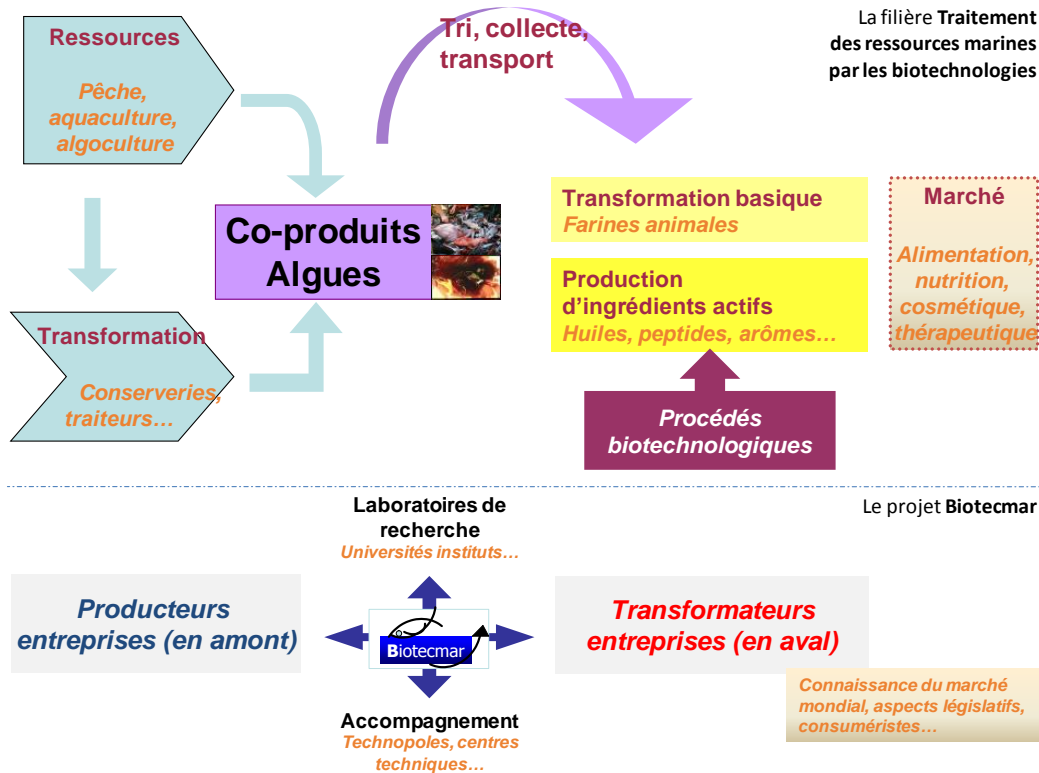 Ressources
Pêche,
aquaculture,
algoculture
Tri, collecte,
transport
La filière Traitement
des ressources marines
par les biotechnologies
Co-produits
Algues
Transformation basique
Farines animales
Production
d’ingrédients actifs
Huiles, peptides, arômes…
Marché
Alimentation,
nutrition,
cosmétique,
thérapeutique
Transformation
Conserveries,
traiteurs…
Procédés
biotechnologiques
Le projet Biotecmar
Laboratoires de
recherche
Universités instituts…
Producteurs
entreprises (en amont)
Biotecmar
Transformateurs
entreprises (en aval)
Accompagnement
Technopoles, centres
techniques…
Connaissance du marché
mondial, aspects législatifs,
consuméristes…